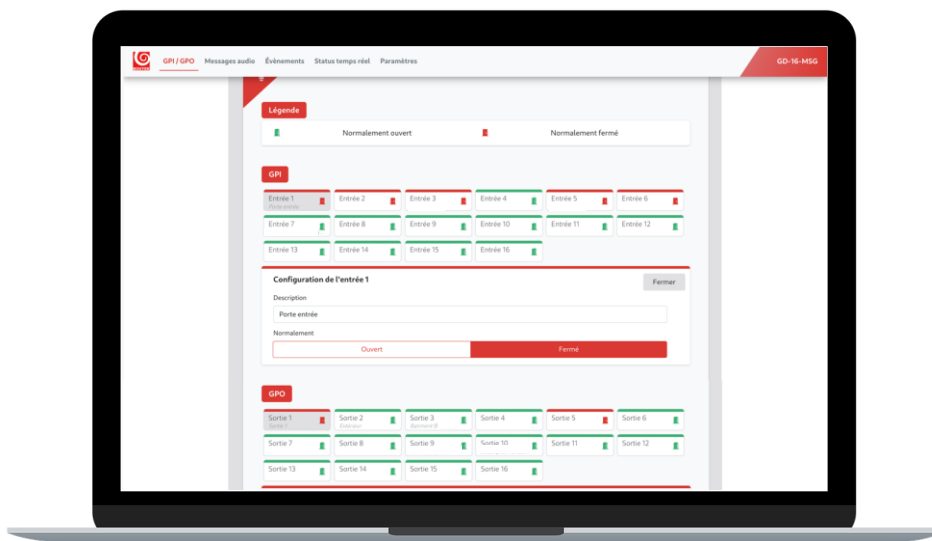 GPI / GPO Messages audio Évènements Status temps réel Paramètres GD-16-MSG
Légende
Normalement ouvert Normalement fermé
GPI
Entrée 1 Entrée 2 Entrée 3 Entrée 4 Entrée 5 Entrée 6
Porte entrée
Entrée 7 Entrée 8 Entrée 9 Entrée 10 Entrée 11 Entrée 12
Entrée 13 Entrée 14 Entrée 15 Entrée 16
Configuration de l'entrée 1 Fermer
Description
Porte entrée
Normalement
Ouvert Fermé
GPO
Sortie 1 Sortie 2 Sortie 3 Sortie 4 Sortie 5 Sortie 6
Sortie 7 Sortie 8 Sortie 9 Sortie 10 Sortie 11 Sortie 12
Sortie 13 Sortie 14 Sortie 15 Sortie 16